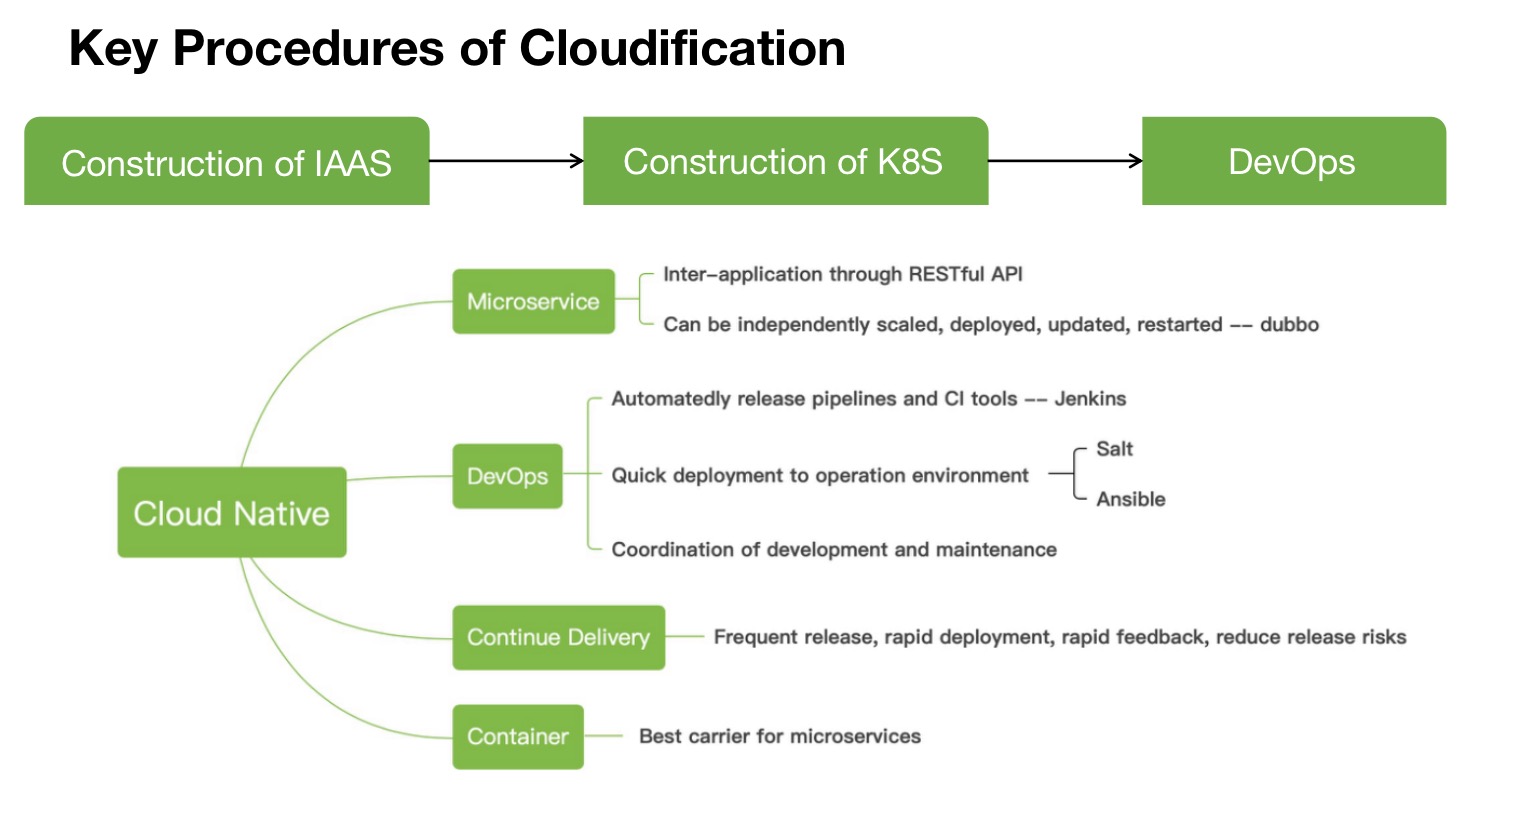 Key Procedures of Cloudification
Construction of IAAS
Construction of K8S
DevOps
Cloud Native
Microservice
Inter-application through RESTful API
Can be independently scaled, deployed, updated, restarted -- dubbo
DevOps
Automatedly release pipelines and CI tools -- Jenkins
Quick deployment to operation environment
Salt
Ansible
Coordination of development and maintenance
Continue Delivery
Frequent release, rapid deployment, rapid feedback, reduce release risks
Container
Best carrier for microservices